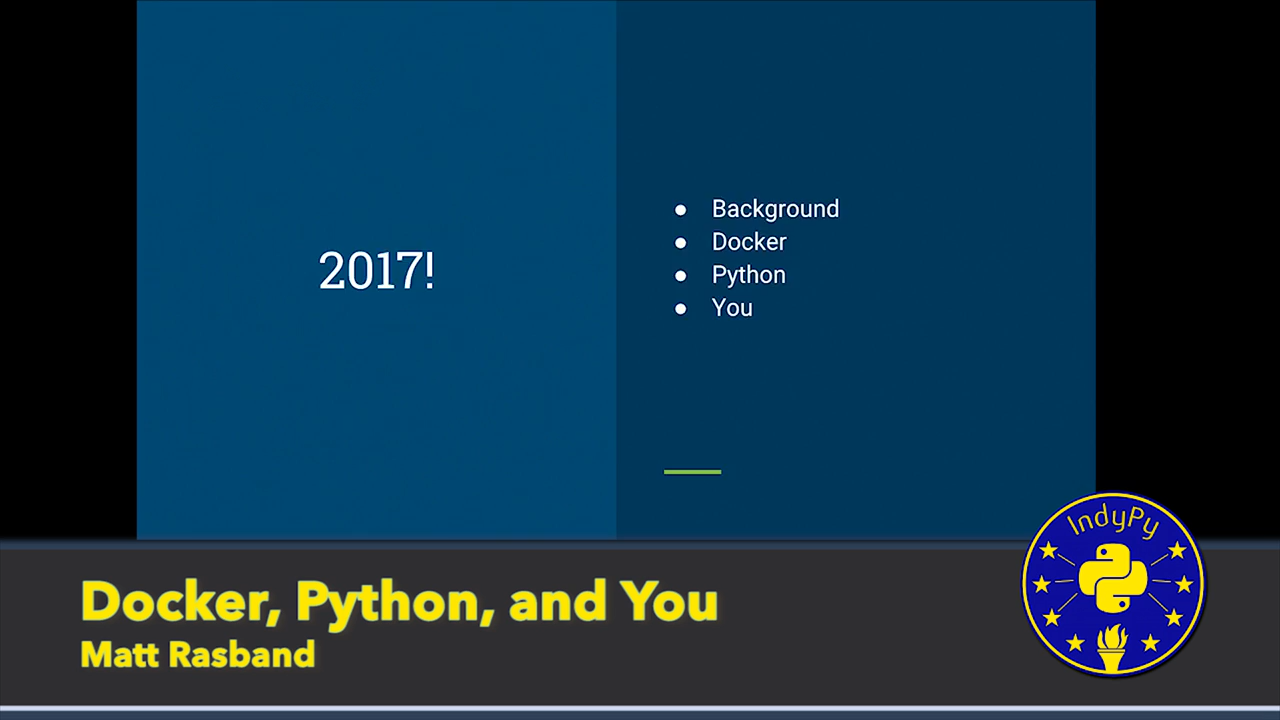 2017!
● Background
● Docker
● Python
● You
Docker, Python, and You
Matt Rasband
IndyPy